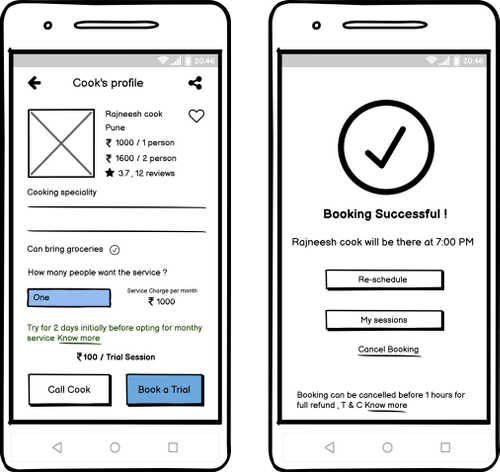 20:46
Cook's profile
Rajneesh cook
Pune
₹ 1000 / 1 person
₹ 1600 / 2 person
3.7 , 12 reviews
Cooking speciality
Can bring groceries
How many people want the service ?
One
Service Charge per month
₹ 1000
Try for 2 days initially before opting for monthy
service Know more
₹ 100 / Trial Session
Call Cook
Book a Trial
20:46
Booking Successful !
Rajneesh cook will be there at 7:00 PM
Re-schedule
My sessions
Cancel Booking
Booking can be cancelled before 1 hours for
full refund , T & C Know more